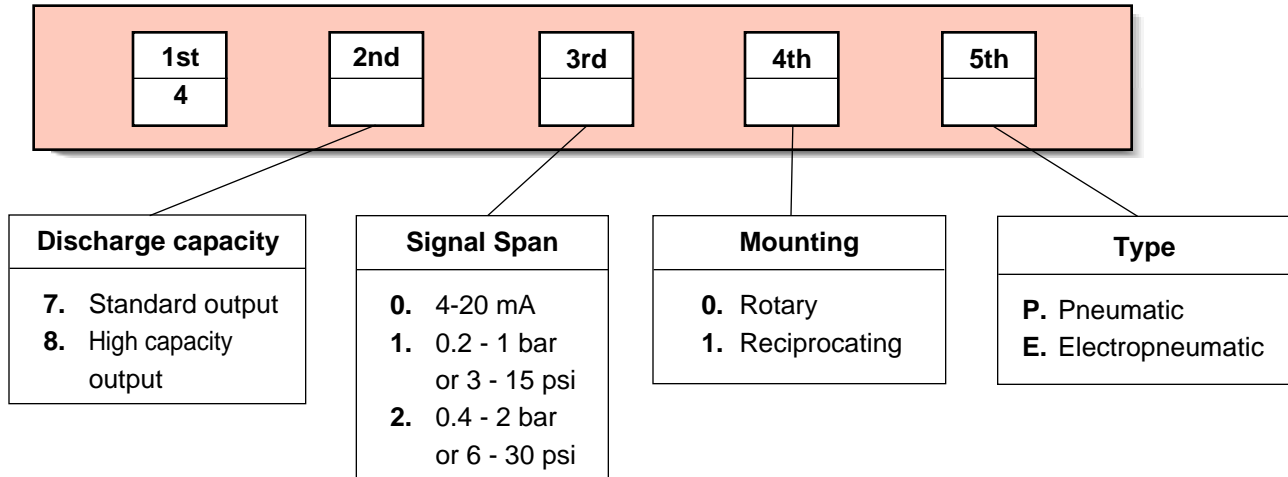 1st 2nd 3rd 4th 5th
4
Discharge capacity
7. Standard output
8. High capacity
output
Signal Span
0. 4-20 mA
1. 0.2 - 1 bar
or 3 - 15 psi
2. 0.4 - 2 bar
or 6 - 30 psi
Mounting
0. Rotary
1. Reciprocating
Type
P. Pneumatic
E. Electropneumatic